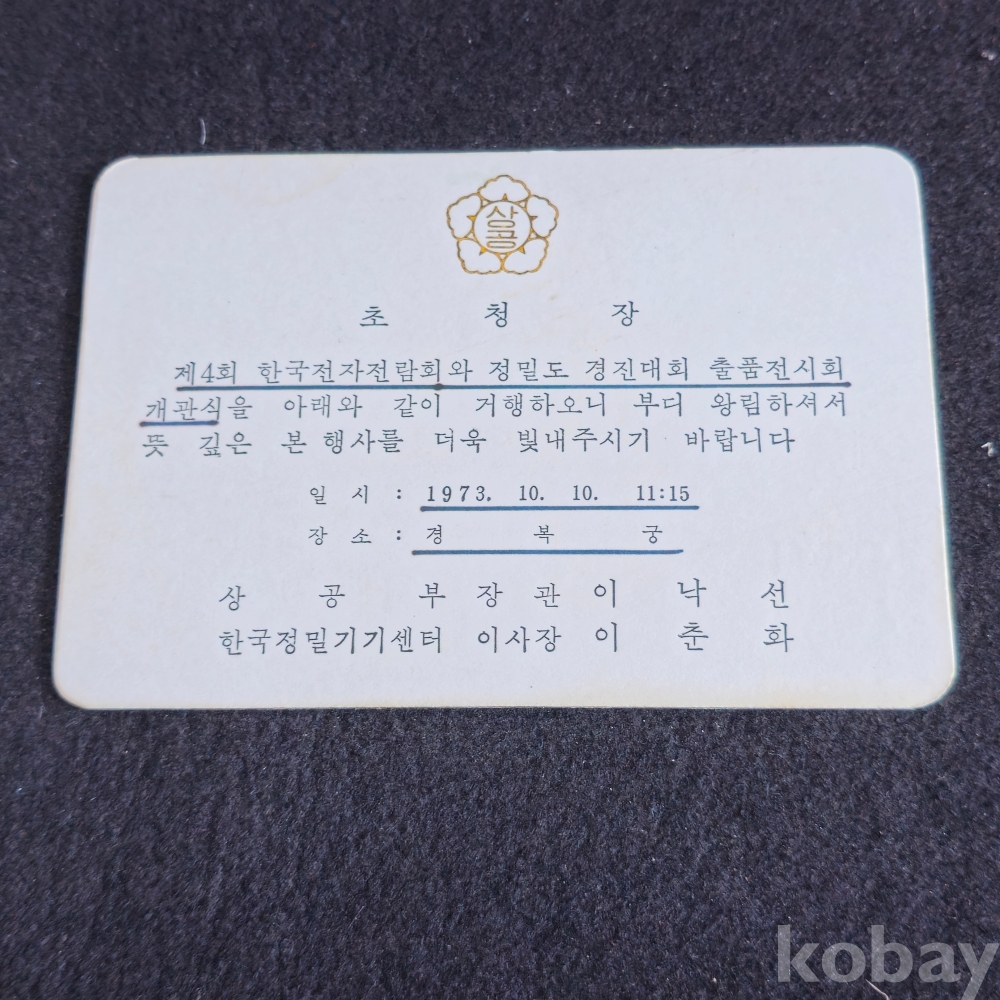 상공
초 청 장
제4회 한국전자전람회와 정밀도 경진대회 출품전시회
개관식을 아래와 같이 거행하오니 부디 왕림하셔서
뜻 깊은 본 행사를 더욱 빛내주시기 바랍니다
일 시 : 1973. 10. 10. 11:15
장 소 : 경 복 궁
상 공 부 장 관 이 낙 선
한국정밀기기센터 이사장 이 춘 화
kobay